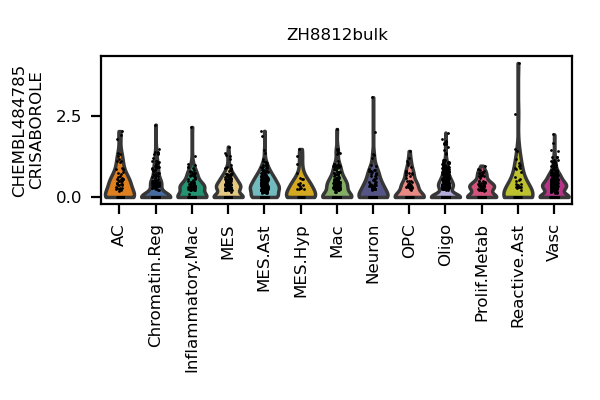 ZH8812bulk
CHEMBL484785
CRISABOROLE
2.5
0.0
AC
Chromatin.Reg
Inflammatory.Mac
MES
MES.Ast
MES.Hyp
Mac
Neuron
OPC
Oligo
Prolif.Metab
Reactive.Ast
Vasc